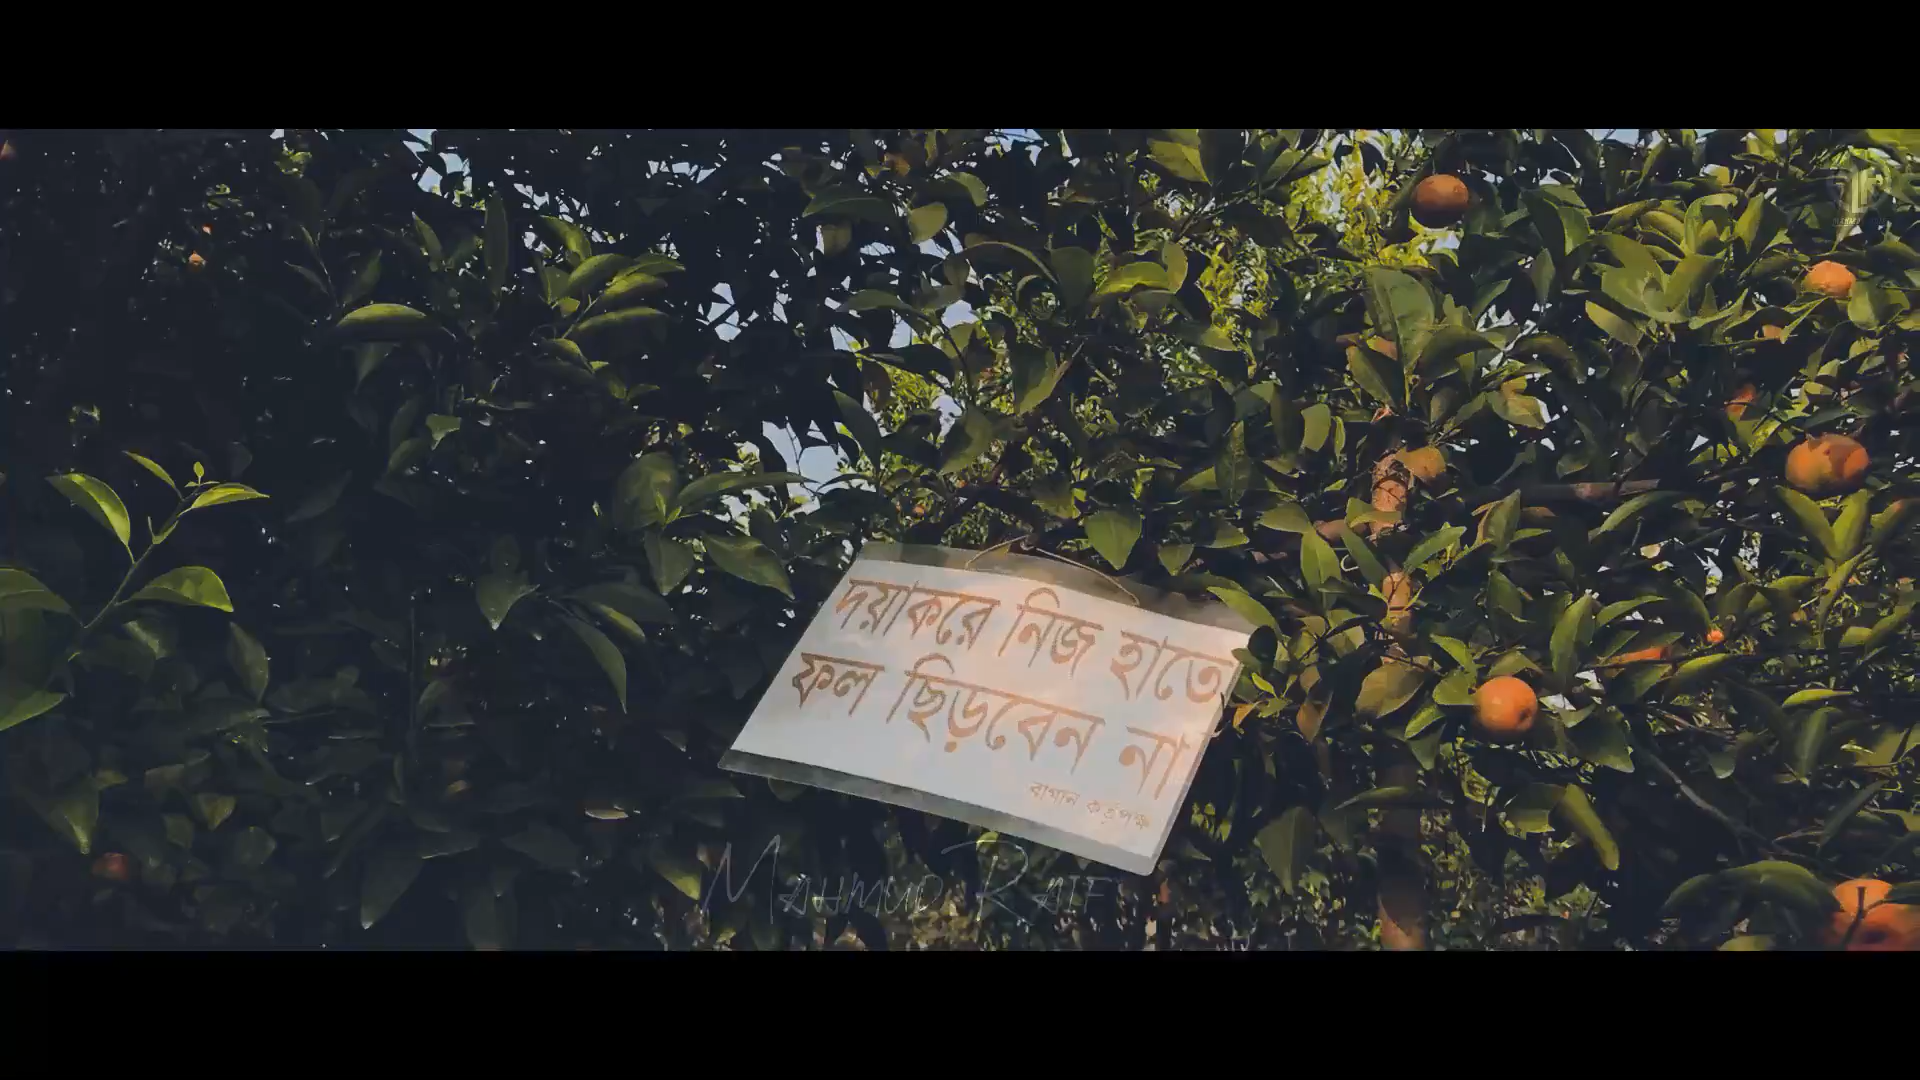 দয়াকরে নিজ হাতে
ফল ছিড়বেন না
বাগান কর্তৃপক্ষ
MAHMUD RAIF